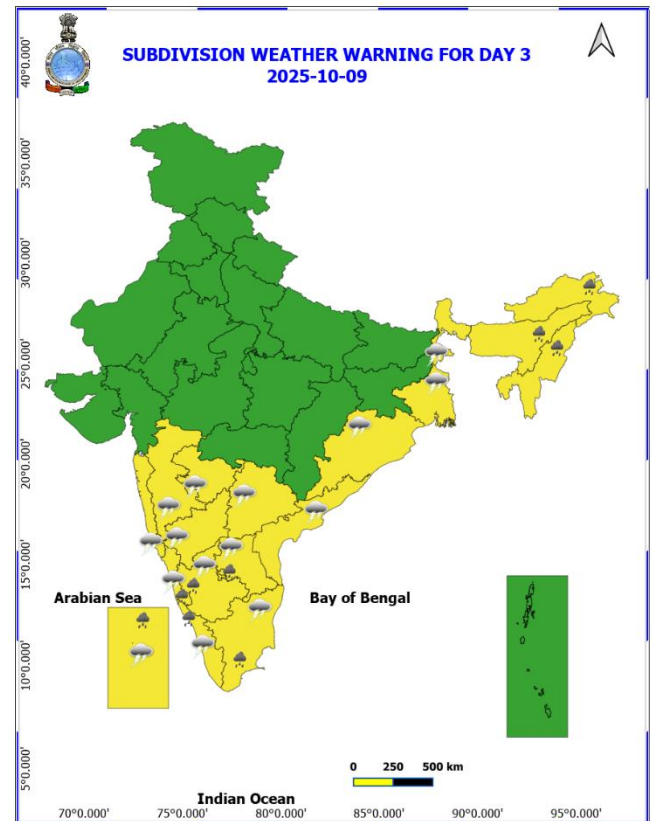 SUBDIVISION WEATHER WARNING FOR DAY 3
2025-10-09
40°0.000'
35°0.000'
30°0.000'
25°0.000'
20°0.000'
15°0.000'
10°0.000'
5°0.000'
Arabian Sea
Bay of Bengal
0 250 500 km
Indian Ocean
70°0.000' 75°0.000' 80°0.000' 85°0.000' 90°0.000' 95°0.000'